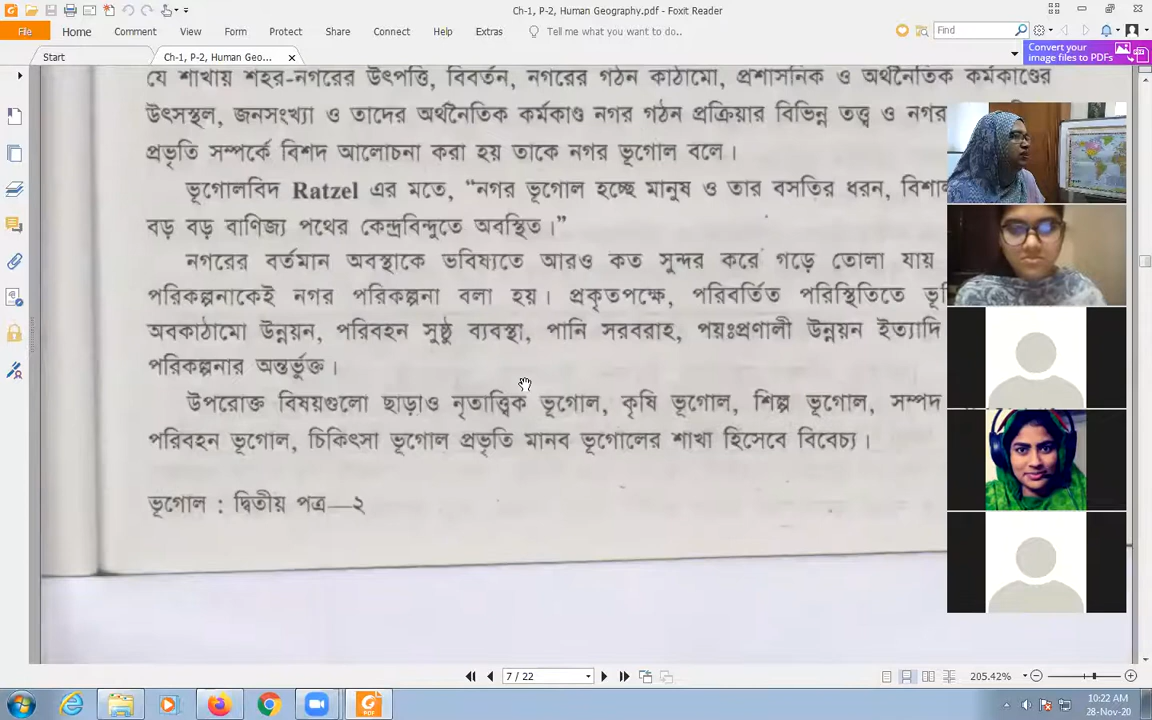 Ch-1, P-2, Human Geography.pdf - Foxit Reader
File Home Comment View Form Protect Share Connect Help Extras Tell me what you want to do.. Find
Start Ch-1, P-2, Human Geo...
Convert your
image files to PDFs
যে শাখায় শহর-নগরের উৎপত্তি, বিবর্তন, নগরের গঠন কাঠামো, প্রশাসনিক ও অর্থনৈতিক কর্মকাণ্ডের
উৎসস্থল, জনসংখ্যা ও তাদের অর্থনৈতিক কর্মকাণ্ড নগর গঠন প্রক্রিয়ার বিভিন্ন তত্ত্ব ও নগর
প্রভৃতি সম্পর্কে বিশদ আলোচনা করা হয় তাকে নগর ভূগোল বলে।
ভূগোলবিদ Ratzel এর মতে, “নগর ভূগোল হচ্ছে মানুষ ও তার বসতির ধরন,
বড় বড় বাণিজ্য পথের কেন্দ্রবিন্দুতে অবস্থিত।”
নগরের বর্তমান অবস্থাকে ভবিষ্যতে আরও কত সুন্দর করে গড়ে তোলা যায়
পরিকল্পনাকেই নগর পরিকল্পনা বলা হয়। প্রকৃতপক্ষে, পরিবর্তিত পরিস্থিতিতে
অবকাঠামো উন্নয়ন, পরিবহন সুষ্ঠু ব্যবস্থা, পানি সরবরাহ, পয়ঃপ্রণালী উন্নয়ন ইত্যাদি
পরিকল্পনার অন্তর্ভুক্ত।
উপরোক্ত বিষয়গুলো ছাড়াও নৃতাত্ত্বিক ভূগোল, কৃষি ভূগোল, শিল্প ভূগোল, সম্পদ
পরিবহন ভূগোল, চিকিৎসা ভূগোল প্রভৃতি মানব ভূগোলের শাখা হিসেবে বিবেচ্য।
ভূগোল : দ্বিতীয় পত্র—২
7 / 22 205.42%
10:22 AM
28-Nov-20